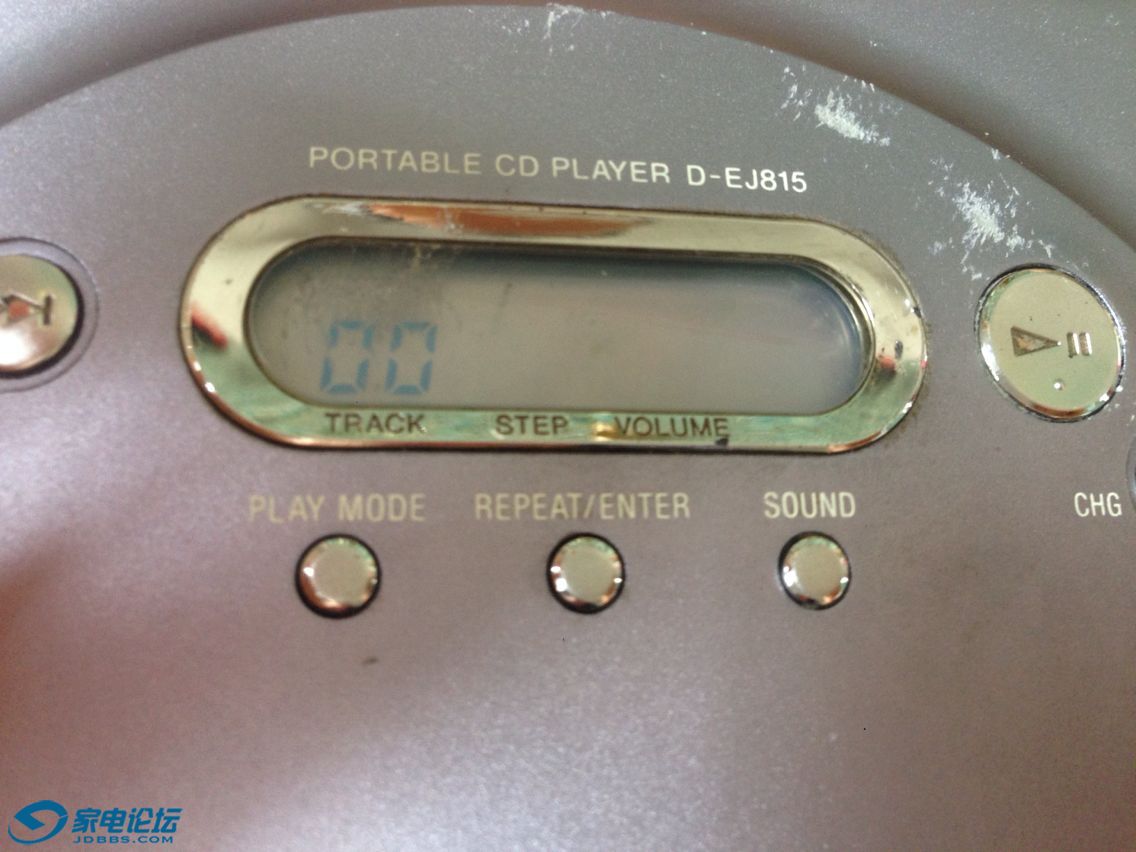 PORTABLE CD PLAYER D-EJ815
00
TRACK STEP VOLUME
PLAY MODE REPEAT/ENTER SOUND
CHG
家电论坛
JDBBS.COM